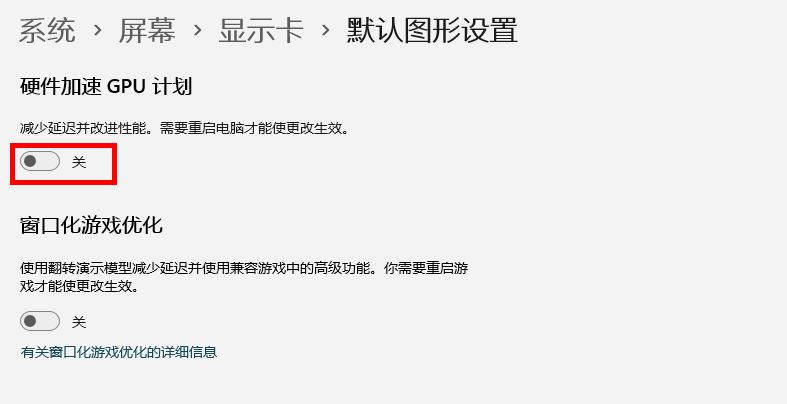 系统 › 屏幕 › 显示卡 › 默认图形设置
硬件加速 GPU 计划
减少延迟并改进性能。需要重启电脑才能使更改生效。
关
窗口化游戏优化
使用翻转演示模型减少延迟并使用兼容游戏中的高级功能。你需要重启游
戏才能使更改生效。
关
有关窗口化游戏优化的详细信息